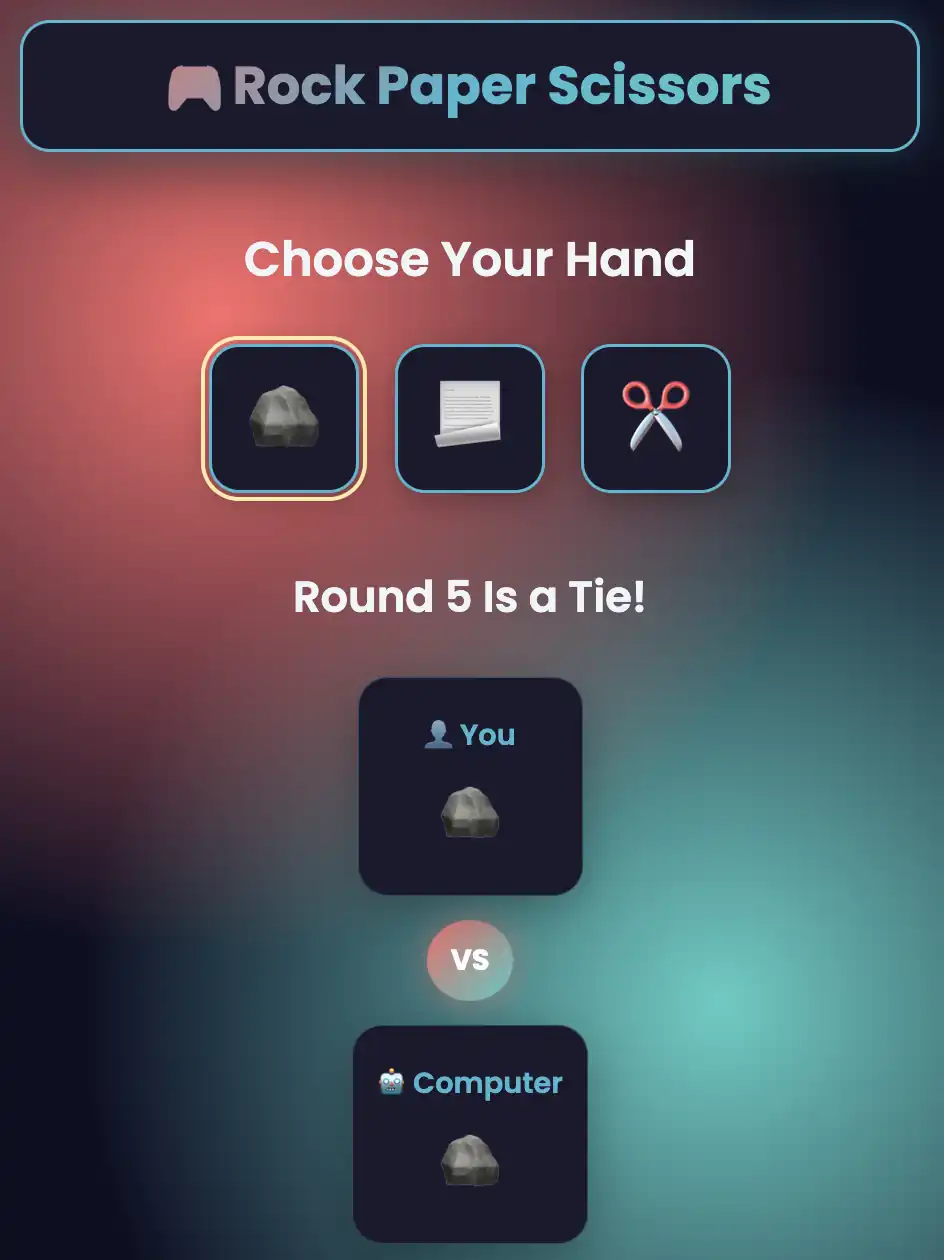 Rock Paper Scissors
Choose Your Hand
Round 5 Is a Tie!
You
VS
Computer